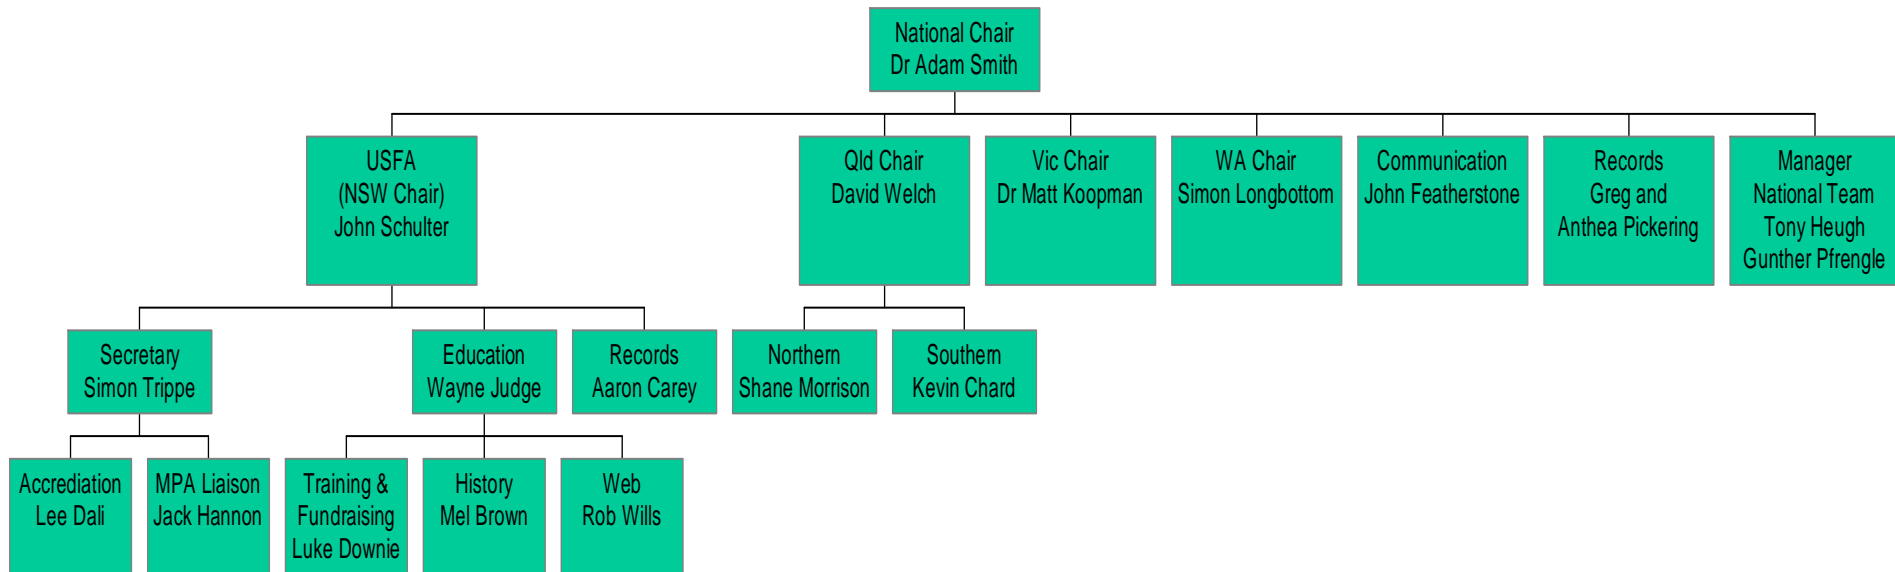 National Chair
Dr Adam Smith
USFA
(NSW Chair)
John Schulter
Qld Chair
David Welch
Vic Chair
Dr Matt Koopman
WA Chair
Simon Longbottom
Communication
John Featherstone
Records
Greg and
Anthea Pickering
Manager
National Team
Tony Heugh
Gunther Pfrengle
Secretary
Simon Trippe
Education
Wayne Judge
Records
Aaron Carey
Northern
Shane Morrison
Southern
Kevin Chard
Accrediation
Lee Dali
MPA Liaison
Jack Hannon
Training &
Fundraising
Luke Downie
History
Mel Brown
Web
Rob Wills